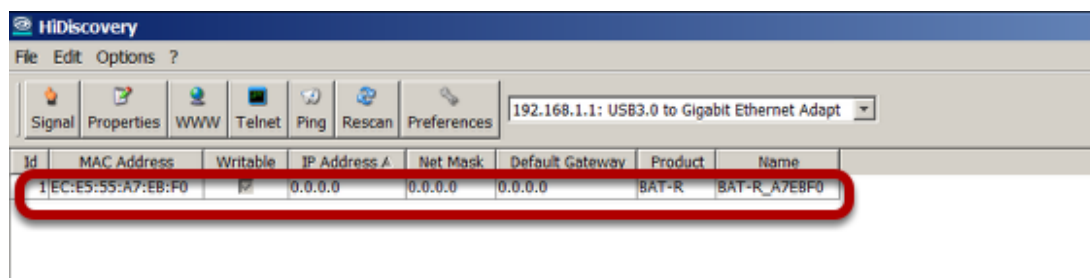 HiDiscovery
File Edit Options ?
Signal Properties WWW Telnet Ping Rescan Preferences 192.168.1.1: USB3.0 to Gigabit Ethernet Adapt
Id MAC Address Writable IP Address Net Mask Default Gateway Product Name
1 EC:E5:55:A7:EB:F0 0.0.0.0 0.0.0.0 0.0.0.0 BAT-R BAT-R_A7EBF0